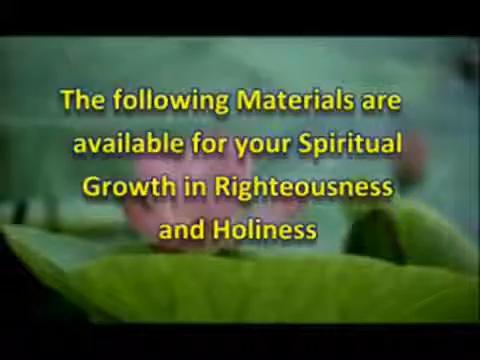 The following Materials are
available for your Spiritual
Growth in Righteousness
and Holiness